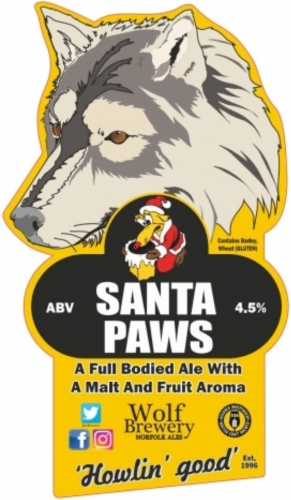 Contains Barley,
Wheat (GLUTEN)
ABV SANTA 4.5%
PAWS
A Full Bodied Ale With
A Malt And Fruit Aroma
Wolf
Brewery
NORFOLK ALES
'Howlin' good'
Est.
1996